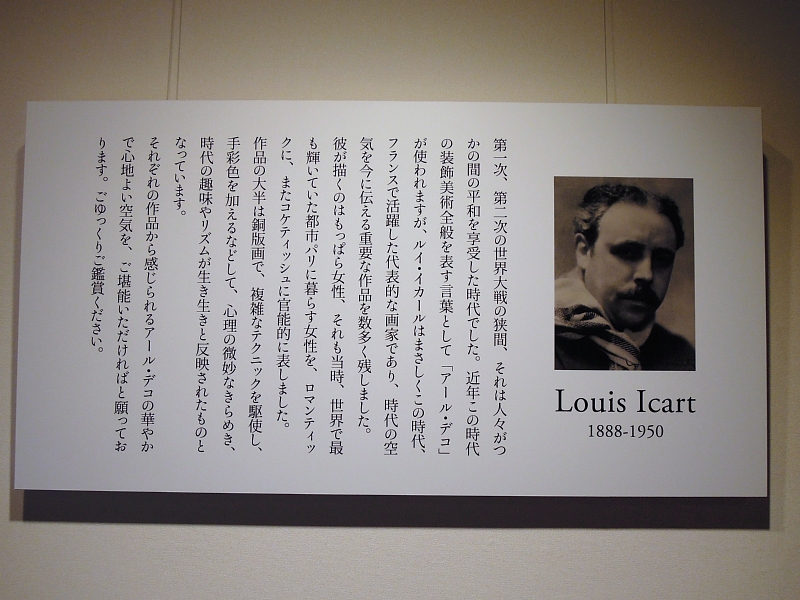 第一次、第二次の世界大戦の狭間、それは人々がつ
かの間の平和を享受した時代でした。近年この時代
の装飾美術全般を表す言葉として「アール・デコ」
が使われますが、ルイ・イカールはまさしくこの時代、
フランスで活躍した代表的な画家であり、時代の空
気を今に伝える重要な作品を数多く残しました。
彼が描くのはもっぱら女性、それも当時、世界で最
も輝いていた都市パリに暮らす女性を、ロマンティッ
クに、またコケティッシュに官能的に表しました。
作品の大半は銅版画で、複雑なテクニックを駆使し、
手彩色を加えるなどして、心理の微妙なきらめき、
時代の趣味やリズムが生き生きと反映されたものと
なっています。
それぞれの作品から感じられるアール・デコの華やか
で心地よい空気を、ご堪能いただければと願ってお
ります。ごゆっくりご鑑賞ください。
Louis Icart
1888-1950